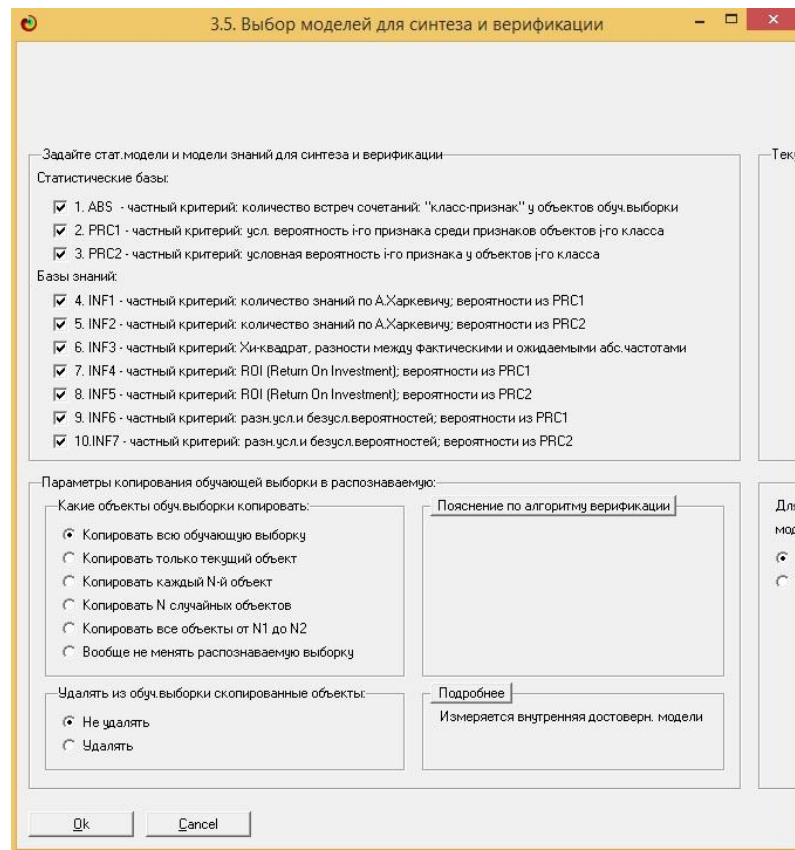 3.5. Выбор моделей для синтеза и верификации
Задайте стат.модели и модели знаний для синтеза и верификации
Тек
Статистические базы:
1. ABS - частный критерий: количество встреч сочетаний: "класс-признак" у объектов обуч.выборки
2. PRC1 - частный критерий: усл. вероятность i-го признака среди признаков объектов j-го класса
3. PRC2 - частный критерий: условная вероятность i-го признака у объектов j-го класса
Базы знаний:
4. INF1 - частный критерий: количество знаний по А.Харкевичу; вероятности из PRC1
5. INF2 - частный критерий: количество знаний по А.Харкевичу; вероятности из PRC2
6. INF3 - частный критерий: Хи-квадрат, разности между фактическими и ожидаемыми абс.частотами
7. INF4 - частный критерий: ROI (Return On Investment); вероятности из PRC1
8. INF5 - частный критерий: ROI (Return On Investment); вероятности из PRC2
9. INF6 - частный критерий: разн.усл.и безусл.вероятностей; вероятности из PRC1
10.INF7 - частный критерий: разн.усл.и безусл.вероятностей; вероятности из PRC2
Параметры копирования обучающей выборки в распознаваемую:
Какие объекты обуч.выборки копировать:
Копировать всю обучающую выборку
Копировать только текущий объект
Копировать каждый N-й объект
Копировать N случайных объектов
Копировать все объекты от N1 до N2
Вообще не менять распознаваемую выборку
Пояснение по алгоритму верификации
Для
мод
Удалять из обуч.выборки скопированные объекты:
Не удалять
Удалять
Подробнее
Измеряется внутренняя достоверн. модели
Ok
Cancel